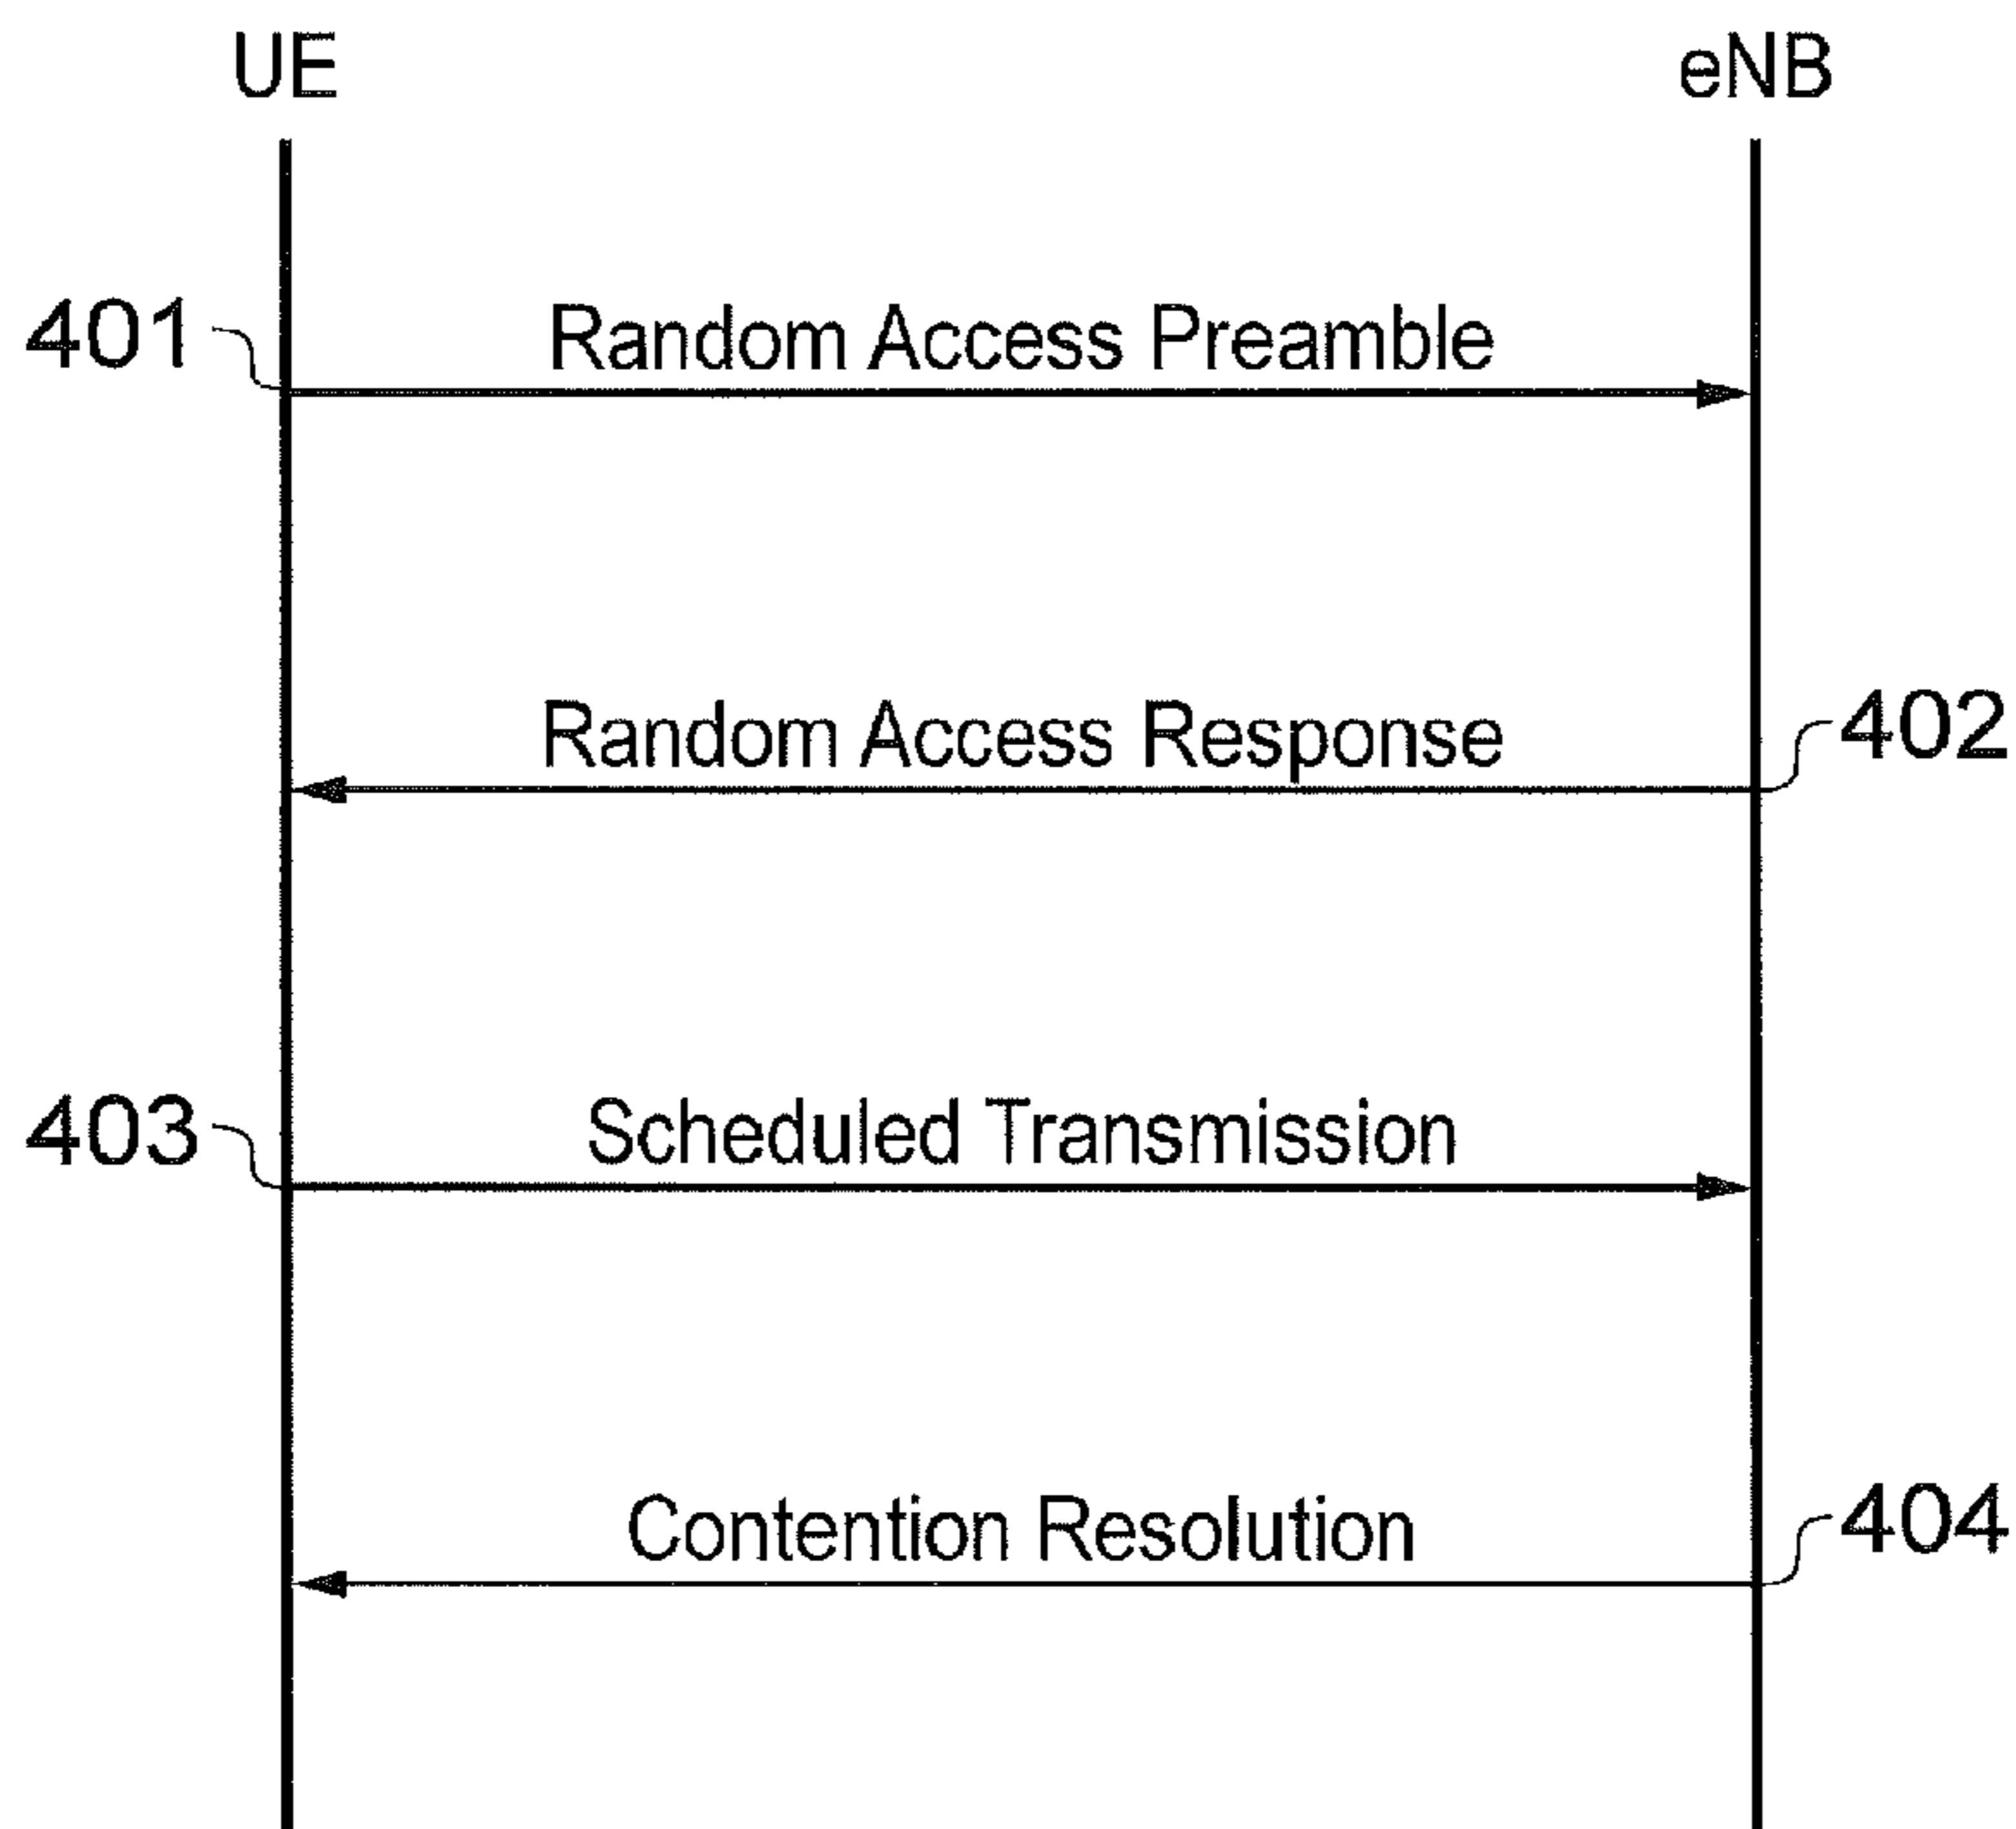 UE eNB
401 Random Access Preamble
Random Access Response 402
403 Scheduled Transmission
Contention Resolution 404